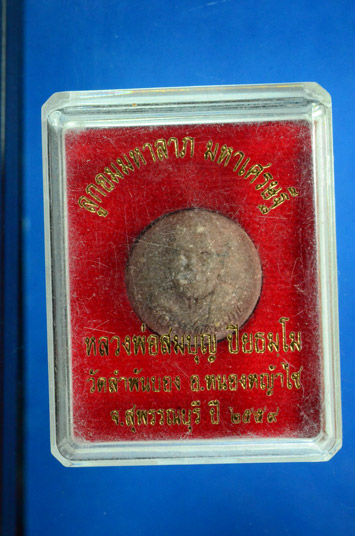 ลูกอมมหาลาภ มหาเศรษฐี
หลวงพ่อสมบุญ ปิยธมฺโม
วัดลำพันบอง อ.หนองหญ้าไซ
จ.สุพรรณบุรี ปี ๒๕๕๙